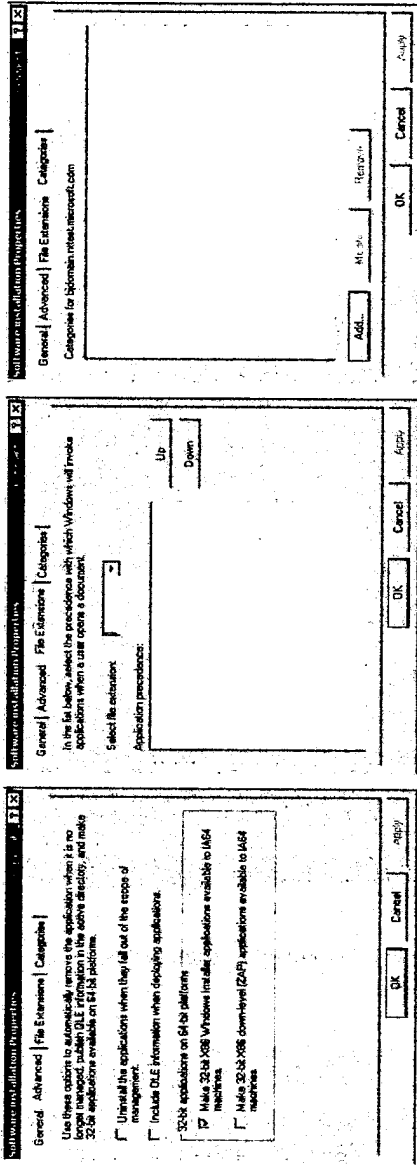 Software Installation Properties
General Advanced File Extensions Categories
Use these options to automatically remove the application when it is no
longer managed, publish OLE information in the active directory, and make
32-bit applications available on 64-bit platforms.
Uninstall the applications when they fall out of the scope of
management.
Include OLE information when deploying applications.
32-bit applications on 64-bit platforms
Make 32-bit X86 Windows Installer applications available to IA64
machines.
Make 32-bit X86 down-level (ZAP) applications available to IA64
machines
OK Cancel Apply
Software Installation Properties
General Advanced File Extensions Categories
In the list below, select the precedence with which Windows will invoke
applications when a user opens a document.
Select file extension:
Application precedence:
Up
Down
OK Cancel Apply
Software Installation Properties
General Advanced File Extensions Categories
Categories for bjdomain.nttest.microsoft.com
Add... Remove
OK Cancel Apply